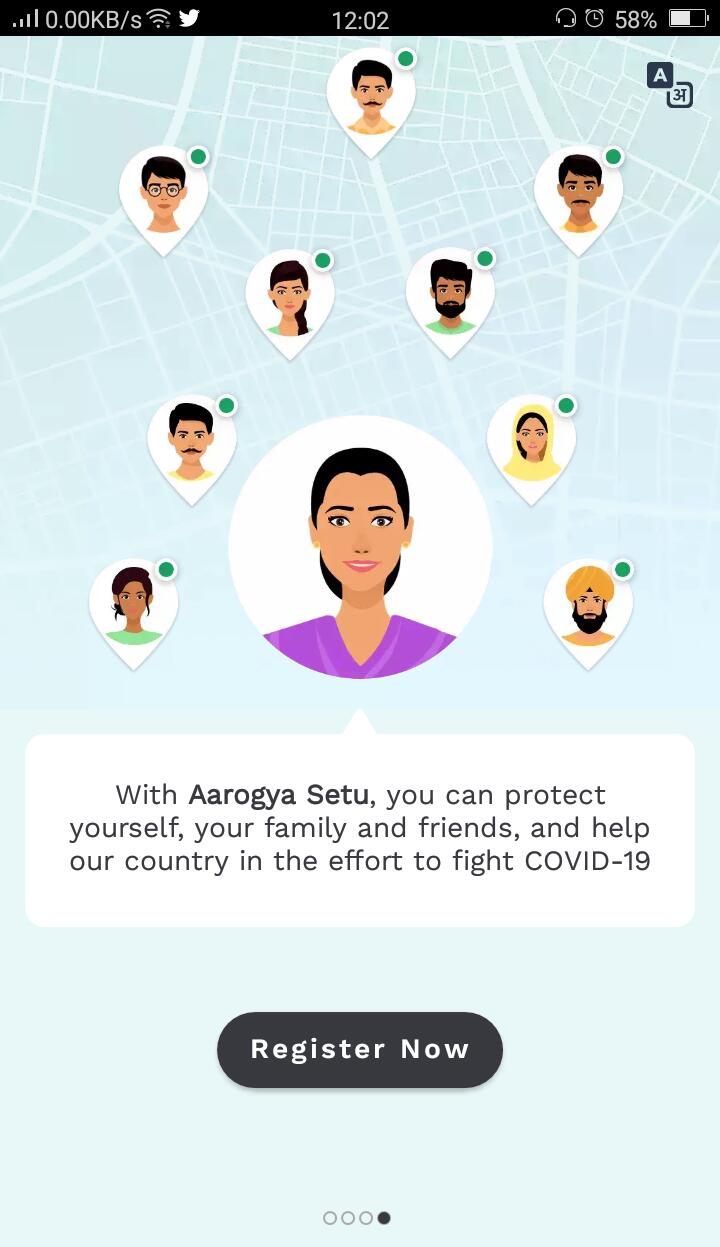 0.00KB/s 12:02 58%
A
अ
With Aarogya Setu, you can protect
yourself, your family and friends, and help
our country in the effort to fight COVID-19
Register Now